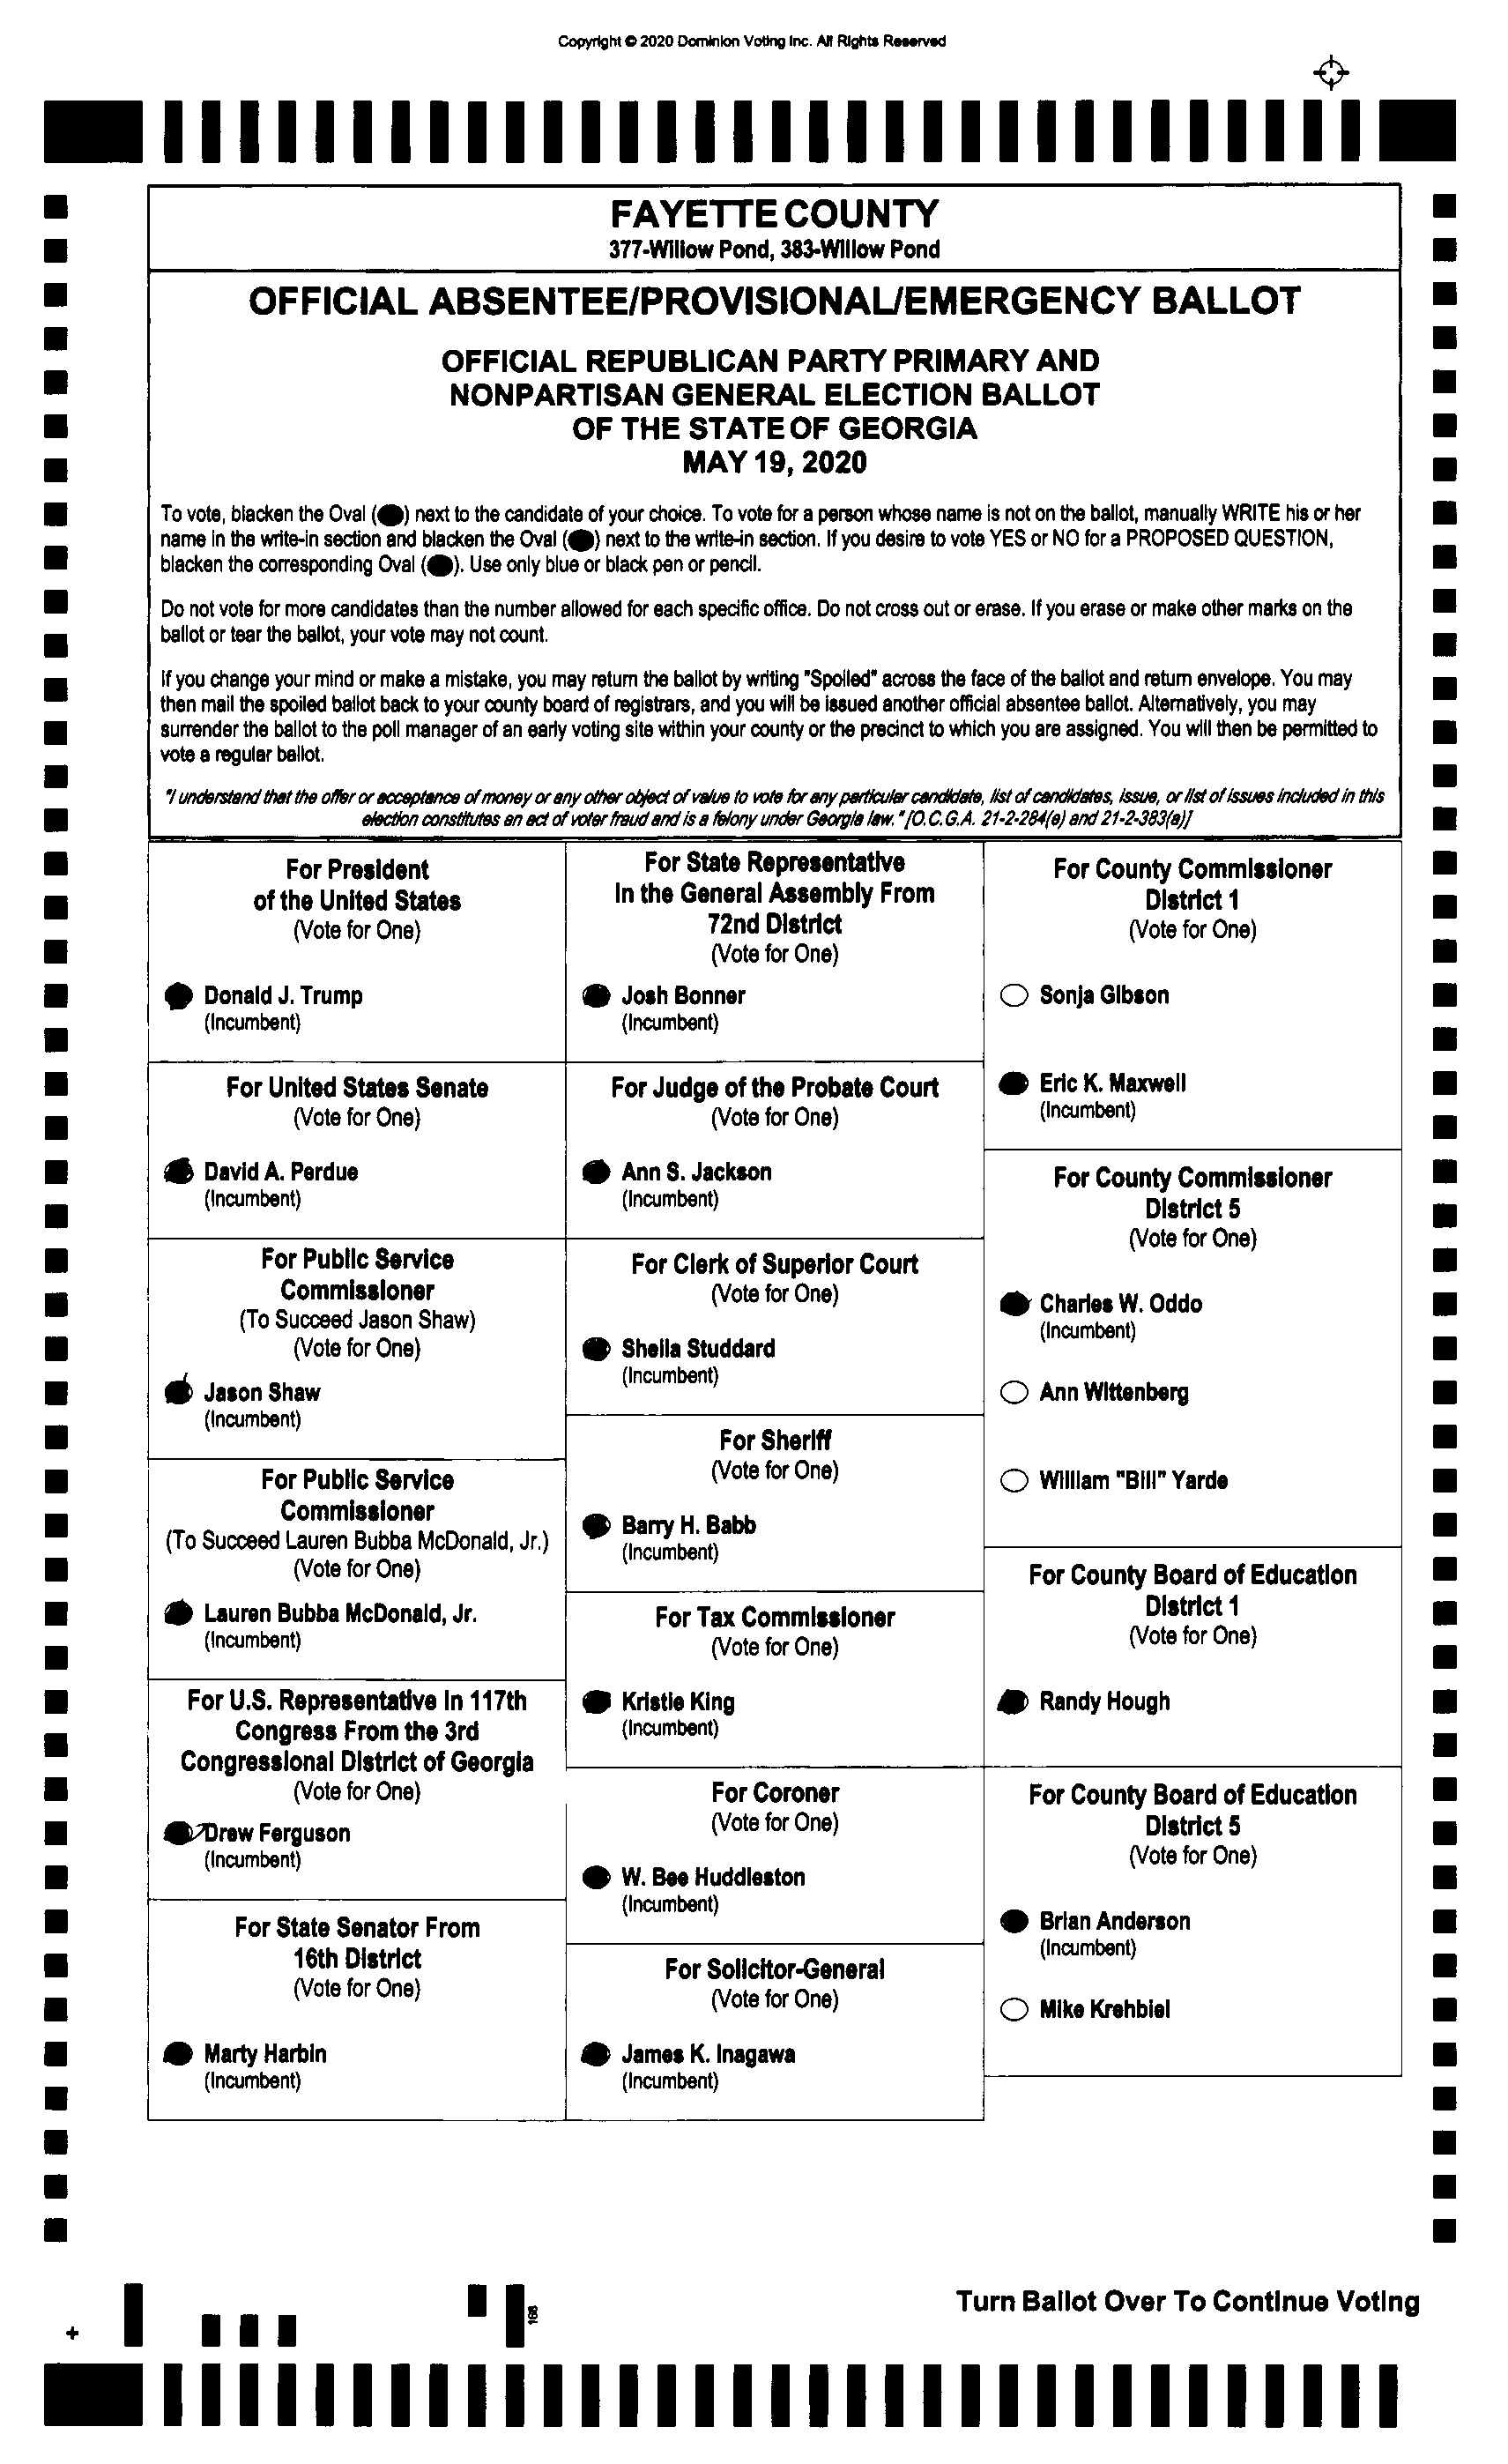 Copyright © 2020 Dominion Voting Inc. All Rights Reserved
FAYETTE COUNTY
377-Willow Pond, 383-Willow Pond
OFFICIAL ABSENTEE/PROVISIONAL/EMERGENCY BALLOT
OFFICIAL REPUBLICAN PARTY PRIMARY AND
NONPARTISAN GENERAL ELECTION BALLOT
OF THE STATE OF GEORGIA
MAY 19, 2020
To vote, blacken the Oval ( ) next to the candidate of your choice. To vote for a person whose name is not on the ballot, manually WRITE his or her
name in the write-in section and blacken the Oval ( ) next to the write-in section. If you desire to vote YES or NO for a PROPOSED QUESTION,
blacken the corresponding Oval ( ). Use only blue or black pen or pencil.
Do not vote for more candidates than the number allowed for each specific office. Do not cross out or erase. If you erase or make other marks on the
ballot or tear the ballot, your vote may not count.
If you change your mind or make a mistake, you may return the ballot by writing "Spoiled" across the face of the ballot and return envelope. You may
then mail the spoiled ballot back to your county board of registrars, and you will be issued another official absentee ballot. Alternatively, you may
surrender the ballot to the poll manager of an early voting site within your county or the precinct to which you are assigned. You will then be permitted to
vote a regular ballot.
"I understand that the offer or acceptance of money or any other object of value to vote for any particular candidate, list of candidates, issue, or list of issues included in this
election constitutes an act of voter fraud and is a felony under Georgia law." [O.C.G.A. 21-2-284(e) and 21-2-383(a)]
For President
of the United States
(Vote for One)
Donald J. Trump
(Incumbent)
For United States Senate
(Vote for One)
David A. Perdue
(Incumbent)
For Public Service
Commissioner
(To Succeed Jason Shaw)
(Vote for One)
Jason Shaw
(Incumbent)
For Public Service
Commissioner
(To Succeed Lauren Bubba McDonald, Jr.)
(Vote for One)
Lauren Bubba McDonald, Jr.
(Incumbent)
For U.S. Representative in 117th
Congress From the 3rd
Congressional District of Georgia
(Vote for One)
Drew Ferguson
(Incumbent)
For State Senator From
16th District
(Vote for One)
Marty Harbin
(Incumbent)
For State Representative
In the General Assembly From
72nd District
(Vote for One)
Josh Bonner
(Incumbent)
For Judge of the Probate Court
(Vote for One)
Ann S. Jackson
(Incumbent)
For Clerk of Superior Court
(Vote for One)
Sheila Studdard
(Incumbent)
For Sheriff
(Vote for One)
Barry H. Babb
(Incumbent)
For Tax Commissioner
(Vote for One)
Kristie King
(Incumbent)
For Coroner
(Vote for One)
W. Bee Huddleston
(Incumbent)
For Solicitor-General
(Vote for One)
James K. Inagawa
(Incumbent)
For County Commissioner
District 1
(Vote for One)
Sonja Gibson
Eric K. Maxwell
(Incumbent)
For County Commissioner
District 5
(Vote for One)
Charles W. Oddo
(Incumbent)
Ann Wittenberg
William "Bill" Yarde
For County Board of Education
District 1
(Vote for One)
Randy Hough
For County Board of Education
District 5
(Vote for One)
Brian Anderson
(Incumbent)
Mike Krehbiel
168
Turn Ballot Over To Continue Voting